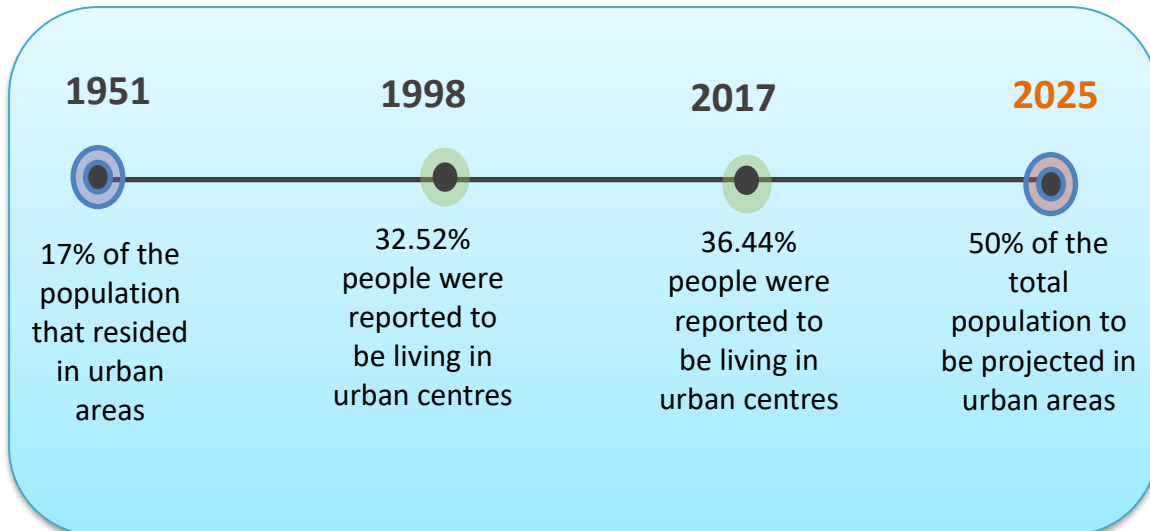 1951
17% of the
population
that resided
in urban
areas
1998
32.52%
people were
reported to
be living in
urban centres
2017
36.44%
people were
reported to
be living in
urban centres
2025
50% of the
total
population to
be projected in
urban areas